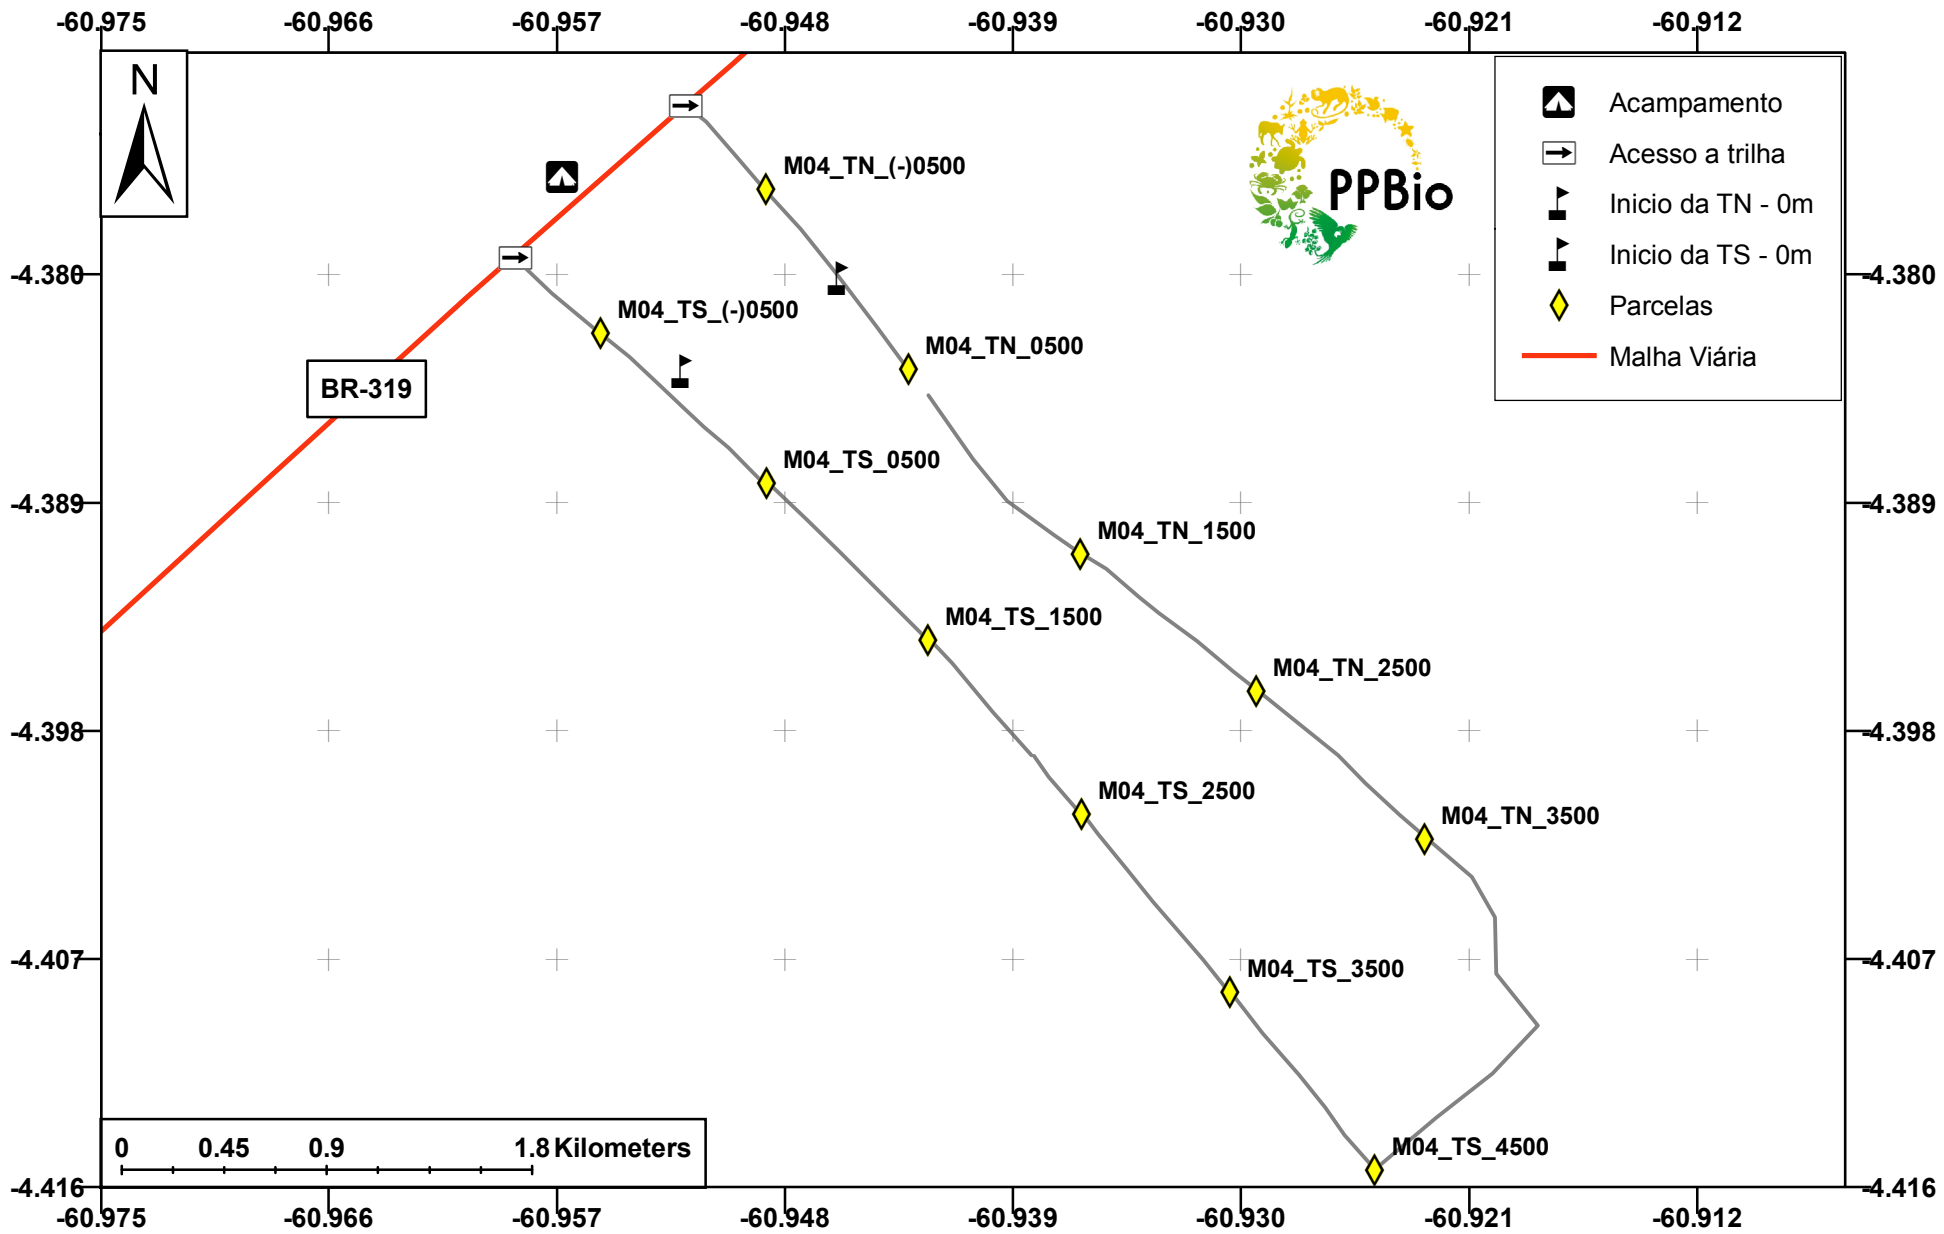 -60.975 -60.966 -60.957 -60.948 -60.939 -60.930 -60.921 -60.912
N
Acampamento
Acesso a trilha
Inicio da TN - 0m
Inicio da TS - 0m
Parcelas
Malha Viária
PPBio
M04_TN_(-)0500
-4.380 -4.380
M04_TS_(-)0500
M04_TN_0500
BR-319
M04_TS_0500
-4.389 -4.389
M04_TN_1500
M04_TS_1500
M04_TN_2500
-4.398 -4.398
M04_TS_2500
M04_TN_3500
-4.407 -4.407
M04_TS_3500
M04_TS_4500
0 0.45 0.9 1.8 Kilometers
-4.416 -4.416
-60.975 -60.966 -60.957 -60.948 -60.939 -60.930 -60.921 -60.912